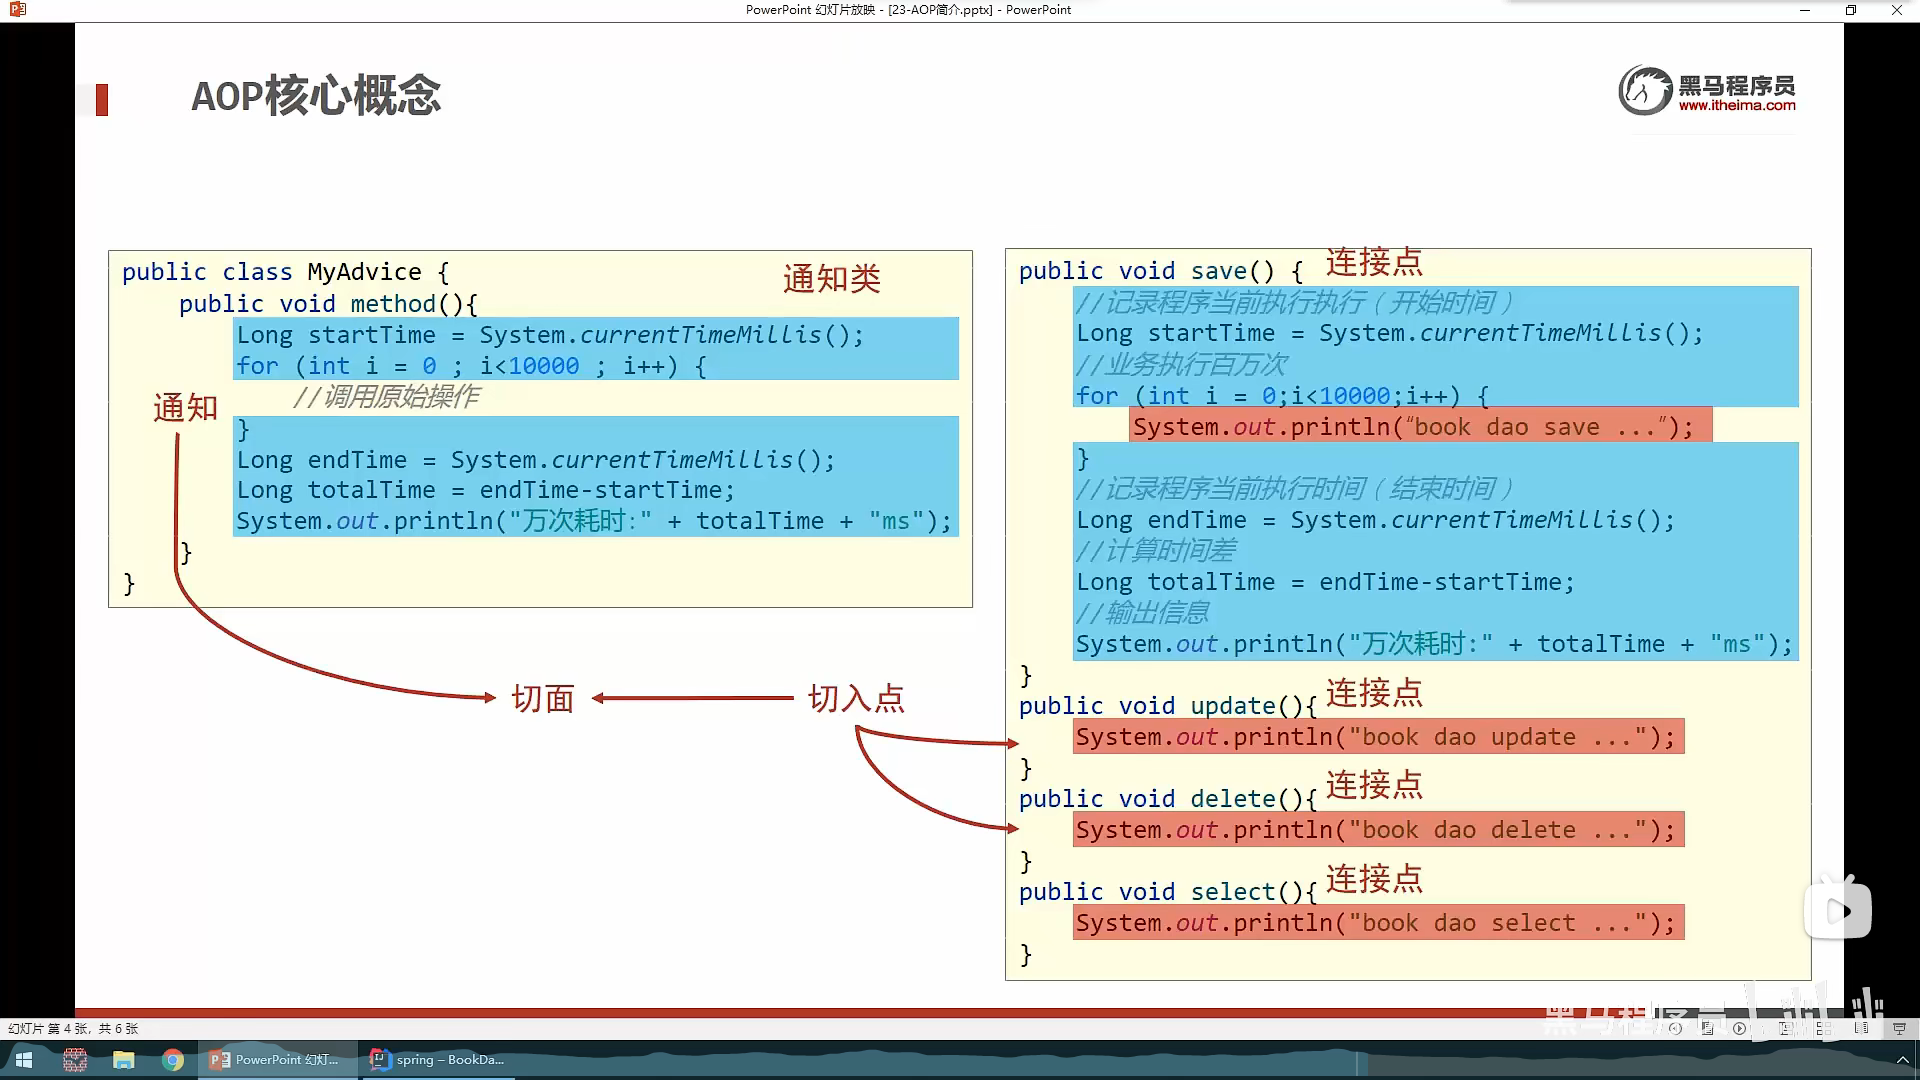 PowerPoint 幻灯片放映 - [23-AOP简介.pptx] - PowerPoint
AOP核心概念
黑马程序员
www.itheima.com
public class MyAdvice {
通知类
public void method(){
Long startTime = System.currentTimeMillis();
for (int i = 0 ; i<10000 ; i++) {
//调用原始操作
通知
}
Long endTime = System.currentTimeMillis();
Long totalTime = endTime-startTime;
System.out.println("万次耗时:" + totalTime + "ms");
}
}
切面
切入点
public void save() {
连接点
//记录程序当前执行执行（开始时间）
Long startTime = System.currentTimeMillis();
//业务执行百万次
for (int i = 0;i<10000;i++) {
System.out.println(“book dao save ...”);
}
//记录程序当前执行时间（结束时间）
Long endTime = System.currentTimeMillis();
//计算时间差
Long totalTime = endTime-startTime;
//输出信息
System.out.println("万次耗时:" + totalTime + "ms");
}
连接点
public void update(){
System.out.println("book dao update ...");
}
连接点
public void delete(){
System.out.println("book dao delete ...");
}
连接点
public void select(){
System.out.println("book dao select ...");
}
黑马程序员
幻灯片 第 4 张，共 6 张
PowerPoint 幻灯...
spring – BookDa...